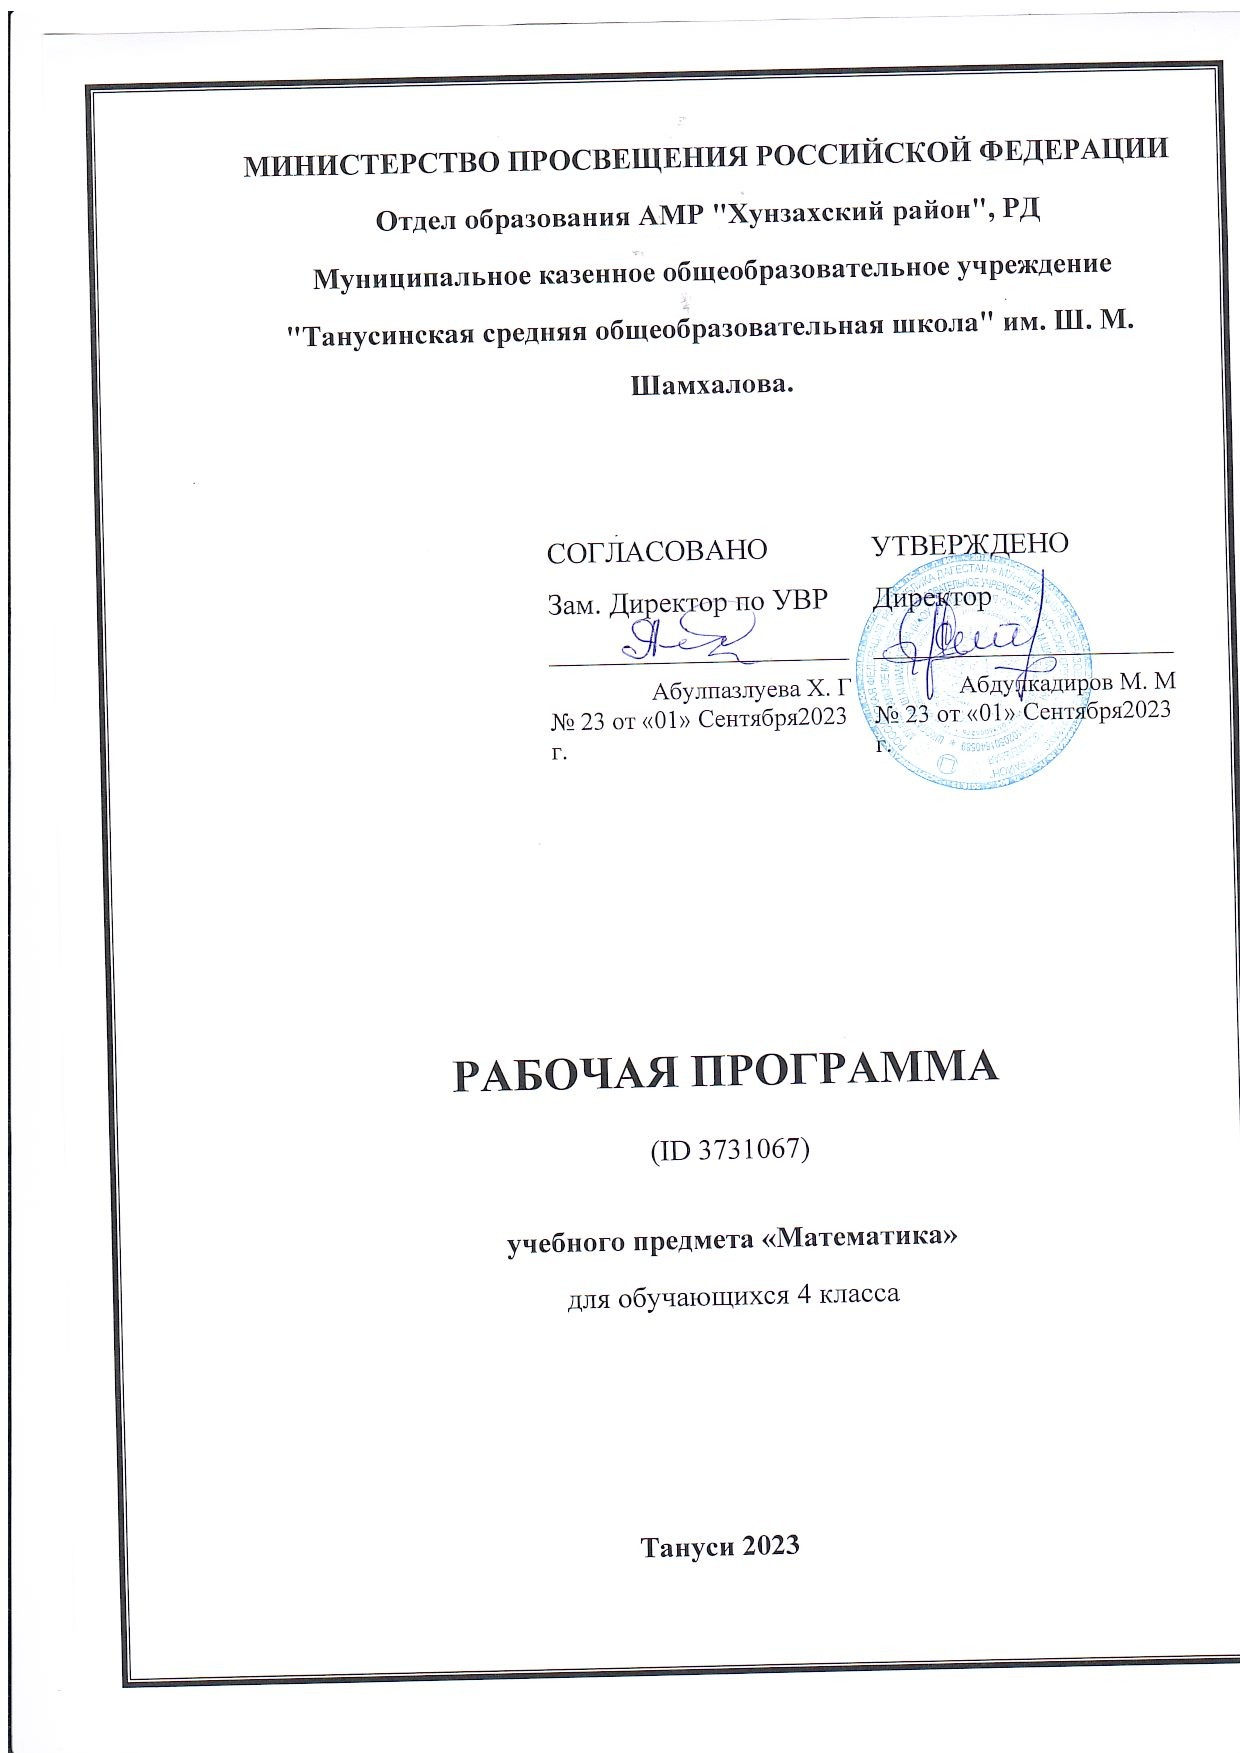 МИНИСТЕРСТВО ПРОСВЕЩЕНИЯ РОССИЙСКОЙ ФЕДЕРАЦИИ
Отдел образования АМР "Хунзахский район", РД
Муниципальное казенное общеобразовательное учреждение
"Танусинская средняя общеобразовательная школа" им. Ш. М.
Шамхалова.
СОГЛАСОВАНО
Зам. Директор по УВР
Абулпазлуева Х. Г
№ 23 от «01» Сентября2023
г.
УТВЕРЖДЕНО
Директор
Абдулкадиров М. М
№ 23 от «01» Сентября2023
г.
РАБОЧАЯ ПРОГРАММА
(ID 3731067)
учебного предмета «Математика»
для обучающихся 4 класса
Тануси 2023